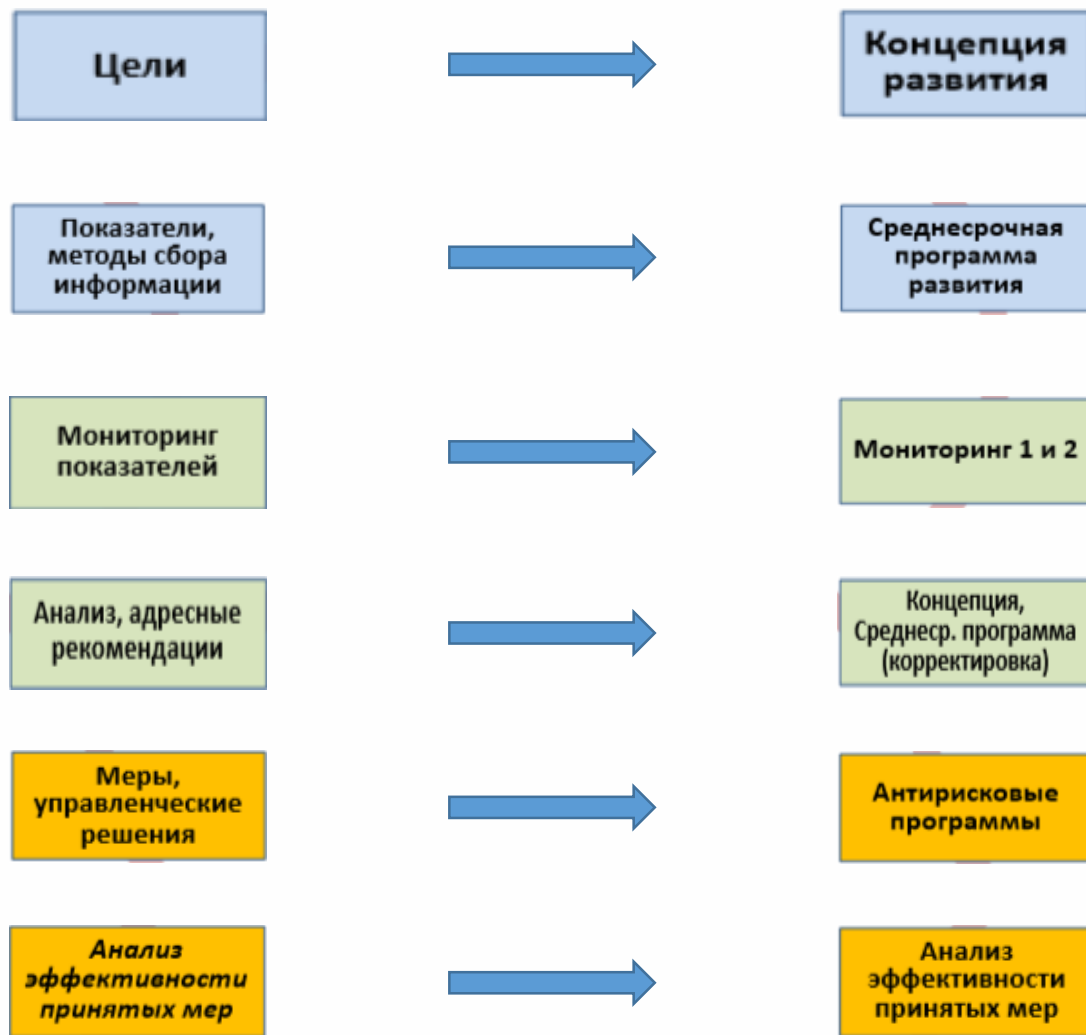 Цели
Концепция
развития
Показатели,
методы сбора
информации
Среднесрочная
программа
развития
Мониторинг
показателей
Мониторинг 1 и 2
Анализ, адресные
рекомендации
Концепция,
Среднеср. программа
(корректировка)
Меры,
управленческие
решения
Антирисковые
программы
Анализ
эффективности
принятых мер
Анализ
эффективности
принятых мер